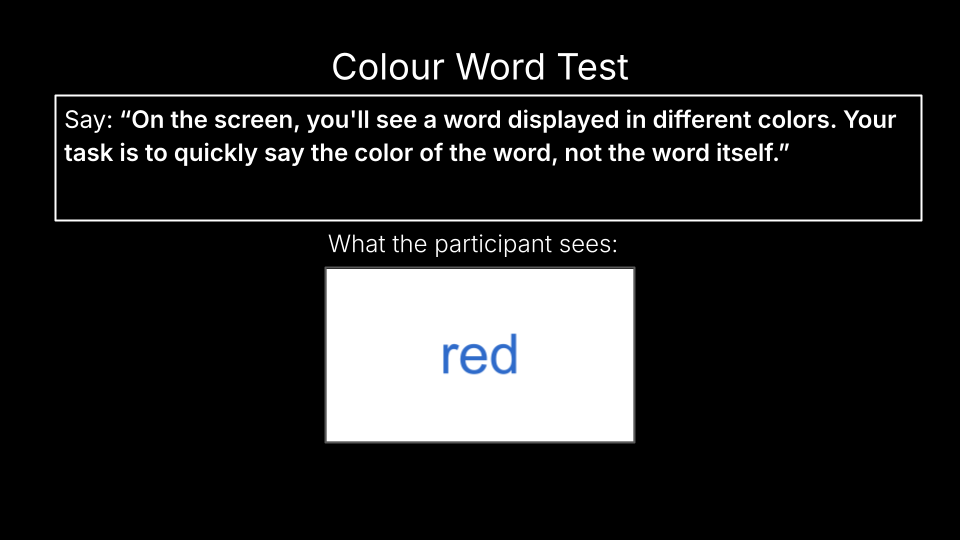 Colour Word Test
Say: “On the screen, you'll see a word displayed in different colors. Your
task is to quickly say the color of the word, not the word itself.”
What the participant sees:
red